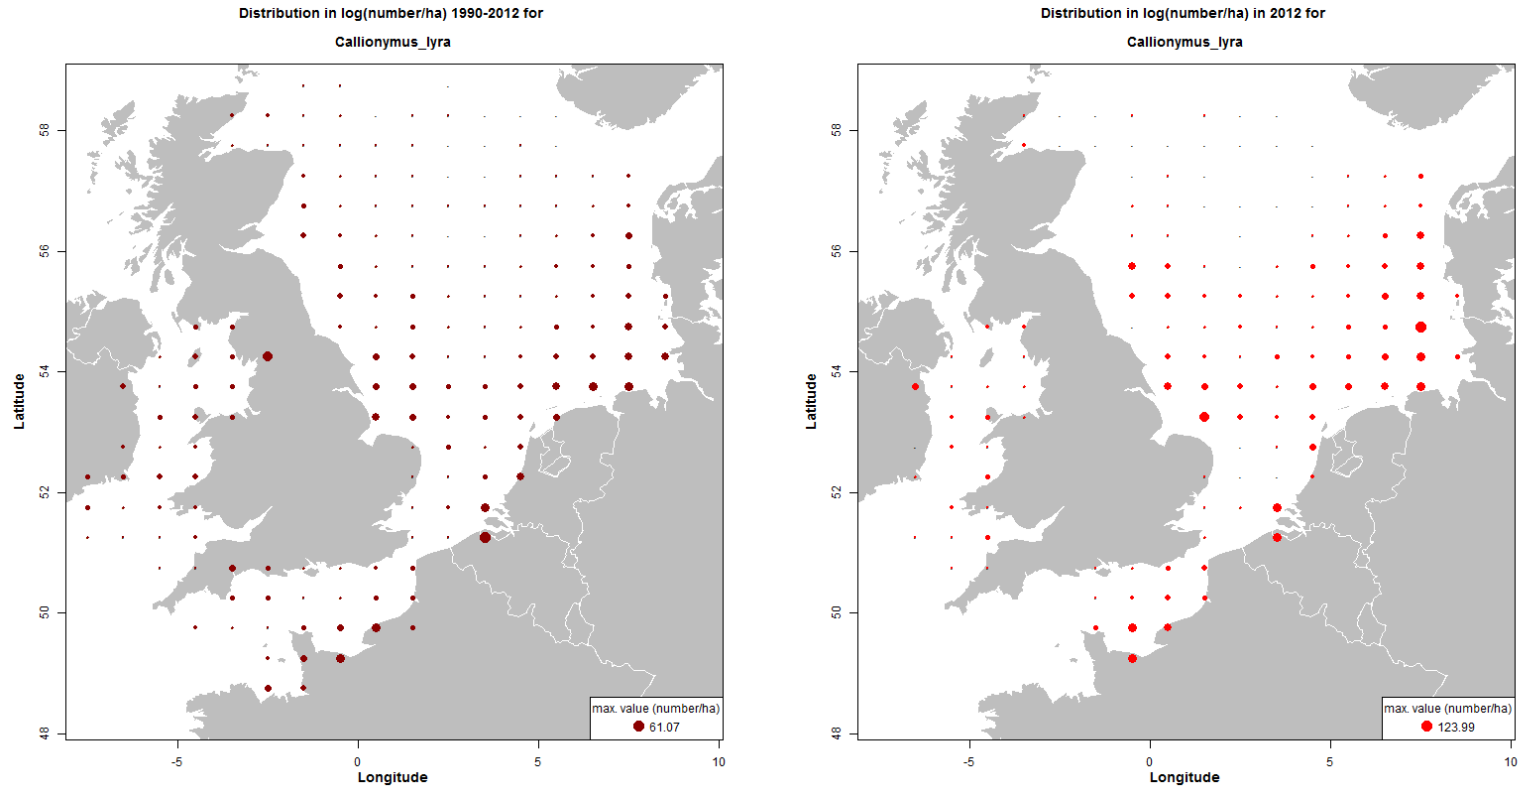 Distribution in log(number/ha) 1990-2012 for
Callionymus_lyra
58
56
54
52
50
48
Latitude
-5
0
5
10
Longitude
max. value (number/ha)
61.07
Distribution in log(number/ha) in 2012 for
Callionymus_lyra
58
56
54
52
50
48
Latitude
-5
0
5
10
Longitude
max. value (number/ha)
123.99